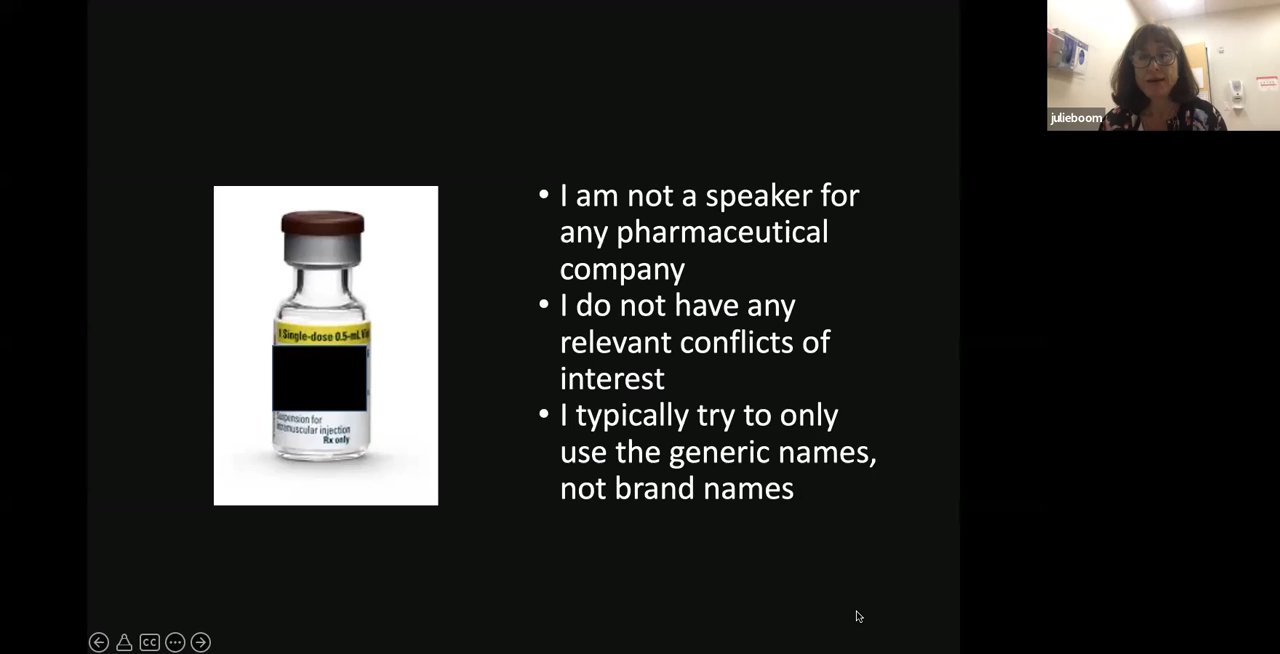 julieboom
• I am not a speaker for
any pharmaceutical
company
• I do not have any
relevant conflicts of
interest
• I typically try to only
use the generic names,
not brand names
Single-dose 0.5-mL
Suspension for
intramuscular injection
Rx only
CC